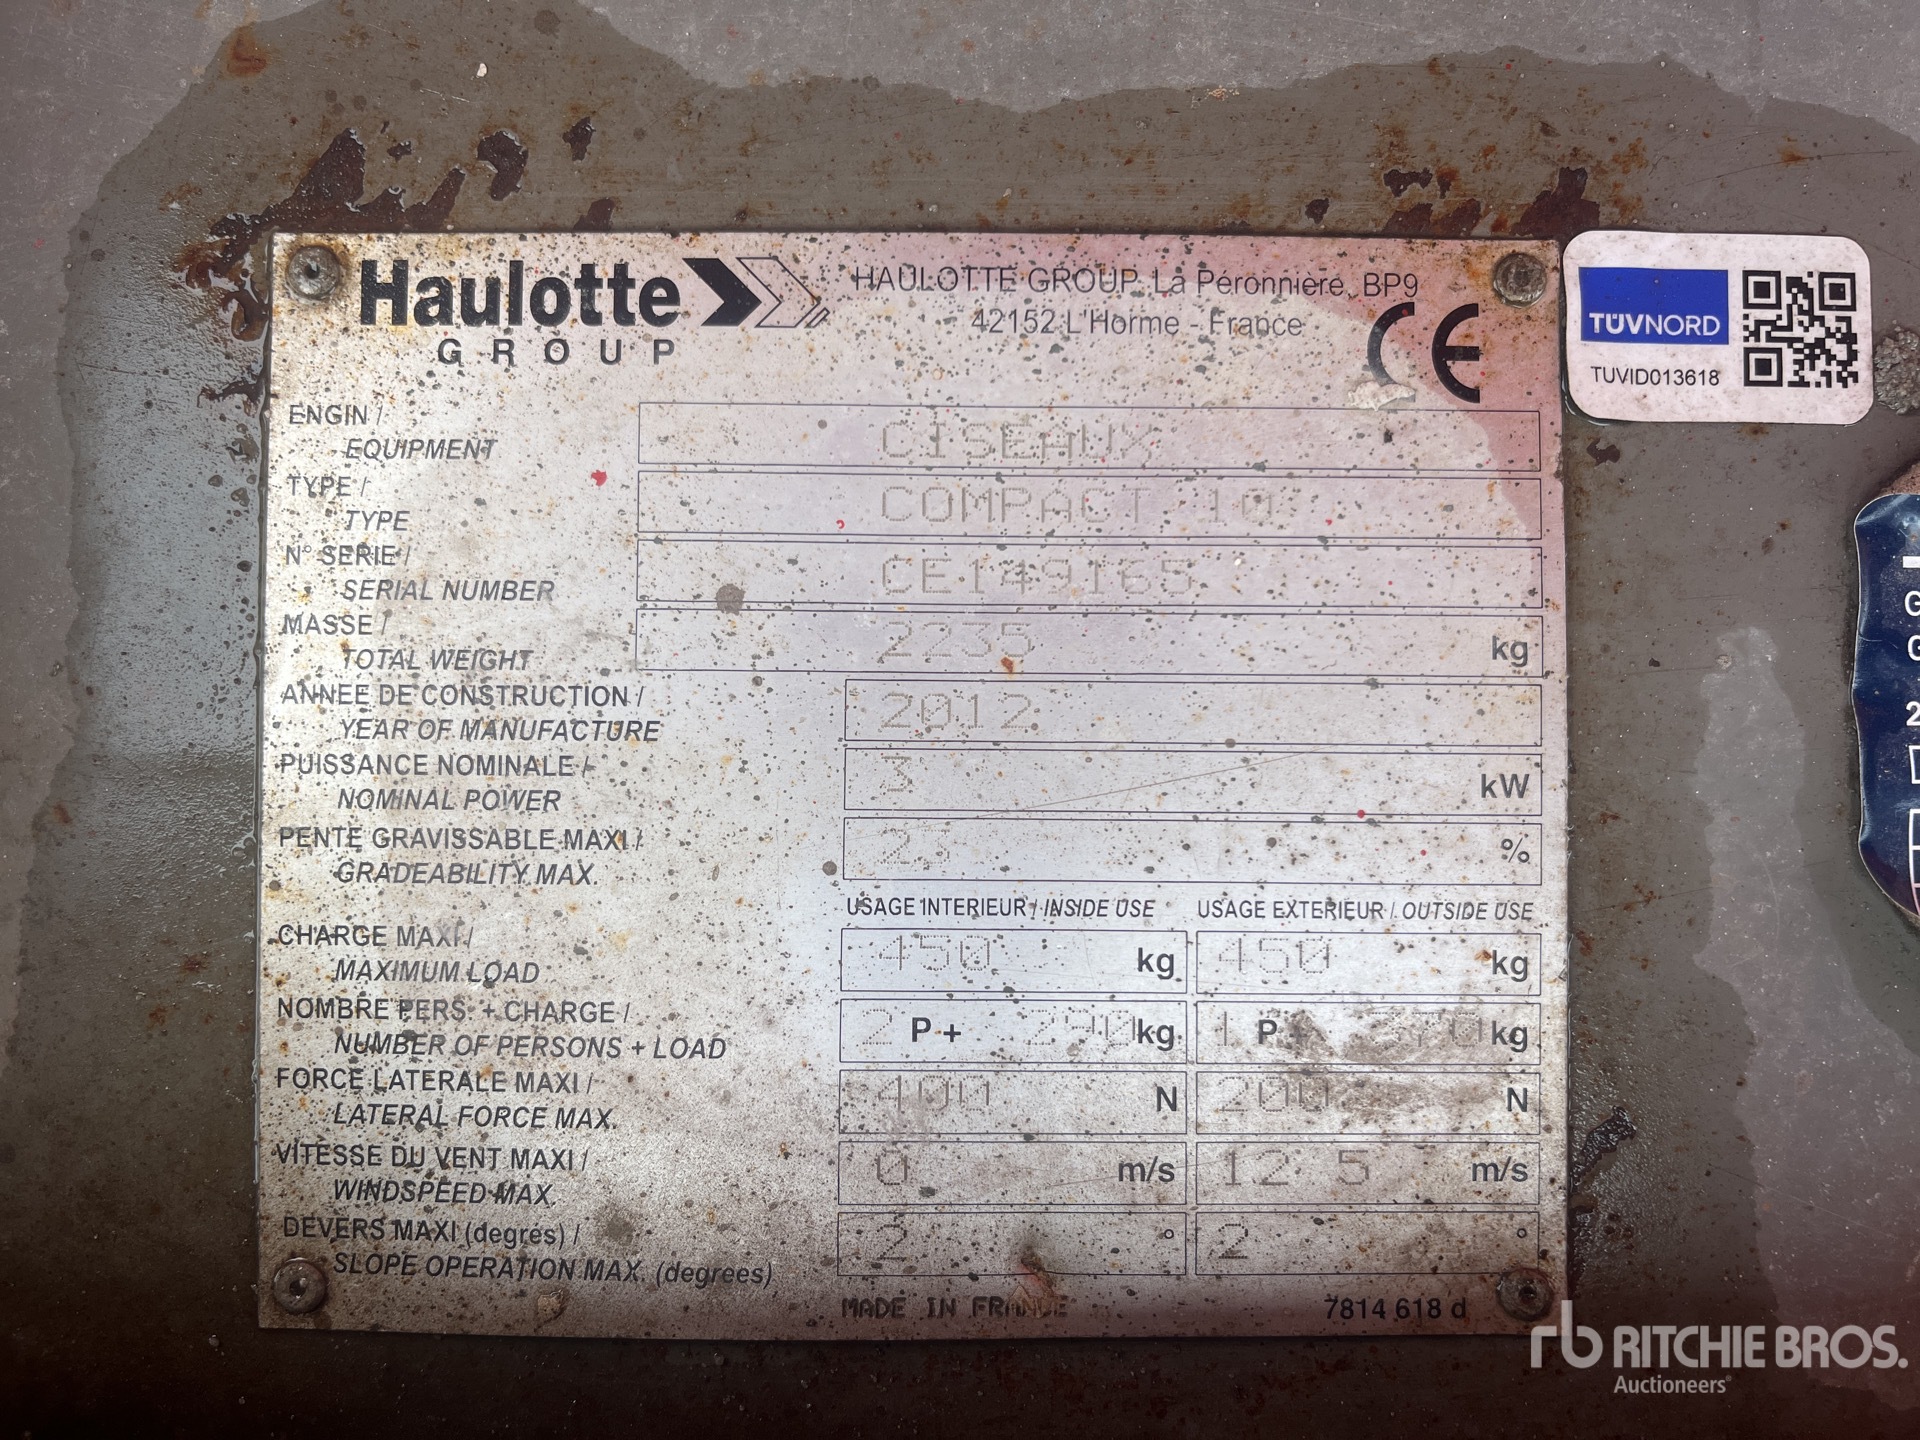 Haulotte
GROUP
HAULOTTE GROUP La Péronnière, BP9
42152 L'Horme - France
CE
TÜVNORD
TUVID013618
ENGIN /
EQUIPMENT
CISEAUX
TYPE /
TYPE
COMPACT 10
N° SERIE /
SERIAL NUMBER
CE149165
MASSE /
TOTAL WEIGHT
2235 kg
ANNEE DE CONSTRUCTION /
YEAR OF MANUFACTURE
2012
PUISSANCE NOMINALE /
NOMINAL POWER
3 kW
PENTE GRAVISSABLE MAXI /
GRADEABILITY MAX.
23 %
USAGE INTERIEUR / INSIDE USE USAGE EXTERIEUR / OUTSIDE USE
CHARGE MAXI /
MAXIMUM LOAD
450 kg 450 kg
NOMBRE PERS. + CHARGE /
NUMBER OF PERSONS + LOAD
2 P+ 290 kg 1 P+ 370 kg
FORCE LATERALE MAXI /
LATERAL FORCE MAX.
400 N 200 N
VITESSE DU VENT MAXI /
WINDSPEED MAX.
0 m/s 12.5 m/s
DEVERS MAXI (degrés) /
SLOPE OPERATION MAX. (degrees)
2 ° 2 °
MADE IN FRANCE 7814 618 d
rb RITCHIE BROS.
Auctioneers